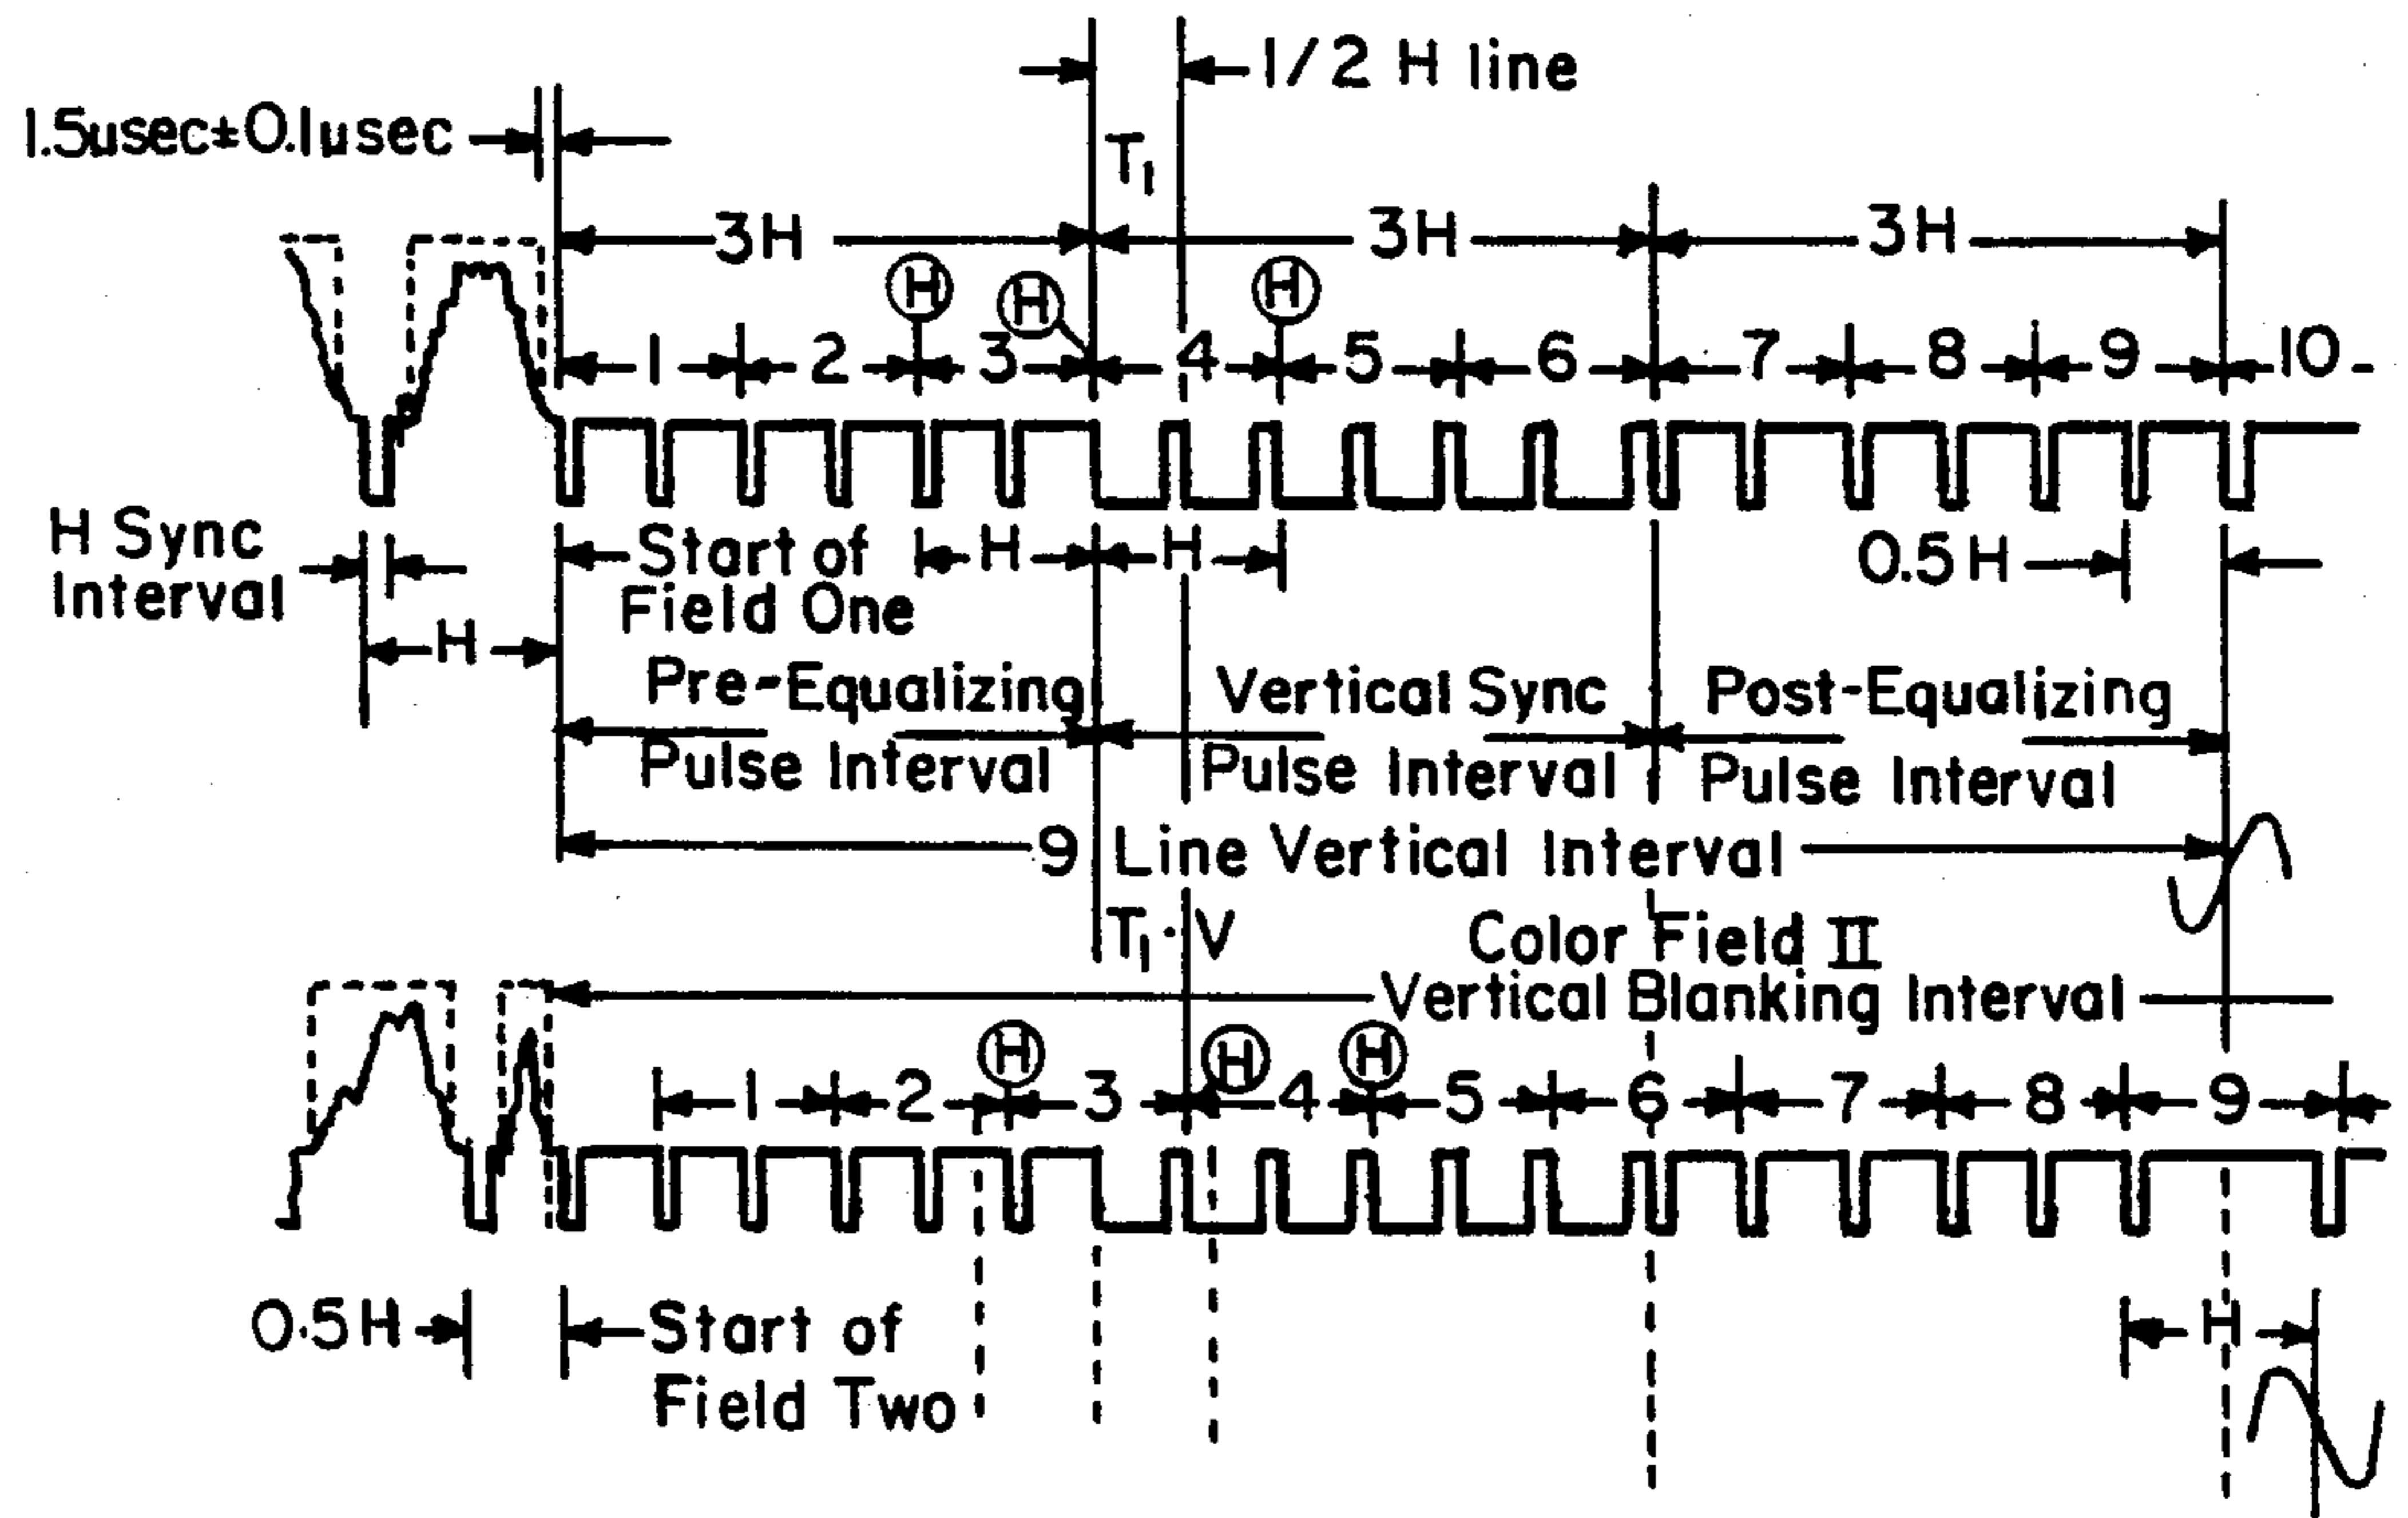 1/2 H line
1.5usec±0.1μsec
T₁
3H 3H 3H
H H H
1 2 3 4 5 6 7 8 9 10
H Sync
Interval
Start of
Field One
H H
0.5H
H
Pre-Equalizing
Pulse Interval
Vertical Sync
Pulse Interval
Post-Equalizing
Pulse Interval
9 Line Vertical Interval
T₁·V
Color Field II
Vertical Blanking Interval
H H H
1 2 3 4 5 6 7 8 9
0.5H
Start of
Field Two
H